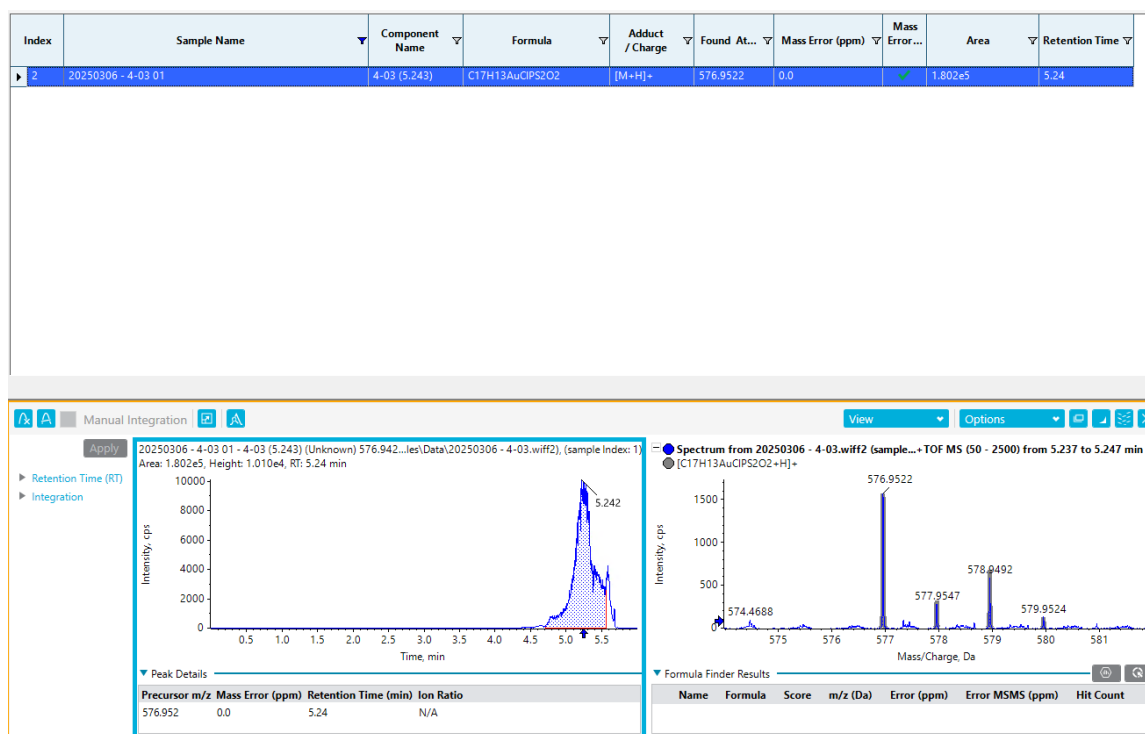 Index Sample Name Component Name Formula Adduct / Charge Found At... Mass Error (ppm) Mass Error... Area Retention Time
2 20250306 - 4-03 01 4-03 (5.243) C17H13AuClPS2O2 [M+H]+ 576.9522 0.0 1.802e5 5.24
Manual Integration View Options
Apply
Retention Time (RT)
Integration
20250306 - 4-03 01 - 4-03 (5.243) (Unknown) 576.942...les\Data\20250306 - 4-03.wiff2), (sample Index: 1)
Area: 1.802e5, Height: 1.010e4, RT: 5.24 min
5.242
Intensity, cps
10000
8000
6000
4000
2000
0
0.5 1.0 1.5 2.0 2.5 3.0 3.5 4.0 4.5 5.0 5.5
Time, min
Peak Details
Precursor m/z Mass Error (ppm) Retention Time (min) Ion Ratio
576.952 0.0 5.24 N/A
Spectrum from 20250306 - 4-03.wiff2 (sample...+TOF MS (50 - 2500) from 5.237 to 5.247 min
[C17H13AuClPS2O2+H]+
576.9522
578.9492
577.9547
579.9524
574.4688
Intensity, cps
1500
1000
500
0
575 576 577 578 579 580 581
Mass/Charge, Da
Formula Finder Results
Name Formula Score m/z (Da) Error (ppm) Error MSMS (ppm) Hit Count